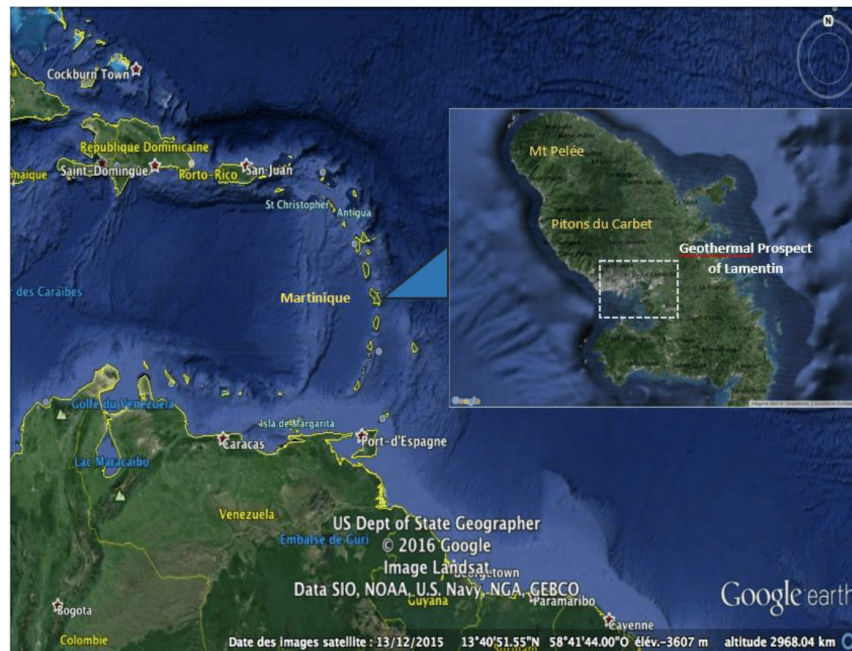 N
Cockburn Town
République Dominicaine
maïque
Saint-Domingue
Porto-Rico
San-Juan
St Christopher
Antigua
Mt Pelée
Pitons du Carbet
Geothermal Prospect
of Lamentin
des Caraïbes
Martinique
Google
Golfe du Venezuela
Isla de Margarita
Caracas
Port-d'Espagne
Lac Maracaibo
Venezuela
US Dept of State Geographer
Embalse de Guri
© 2016 Google
Image Landsat
Georgetown
Data SIO, NOAA, U.S. Navy, NGA, GEBCO
Google earth
Bogota
Guyana
Paramaribo
Cayenne
Colombie
Date des images satellite : 13/12/2015 13°40'51.55"N 58°41'44.00"O élév.-3607 m altitude 2968.04 km